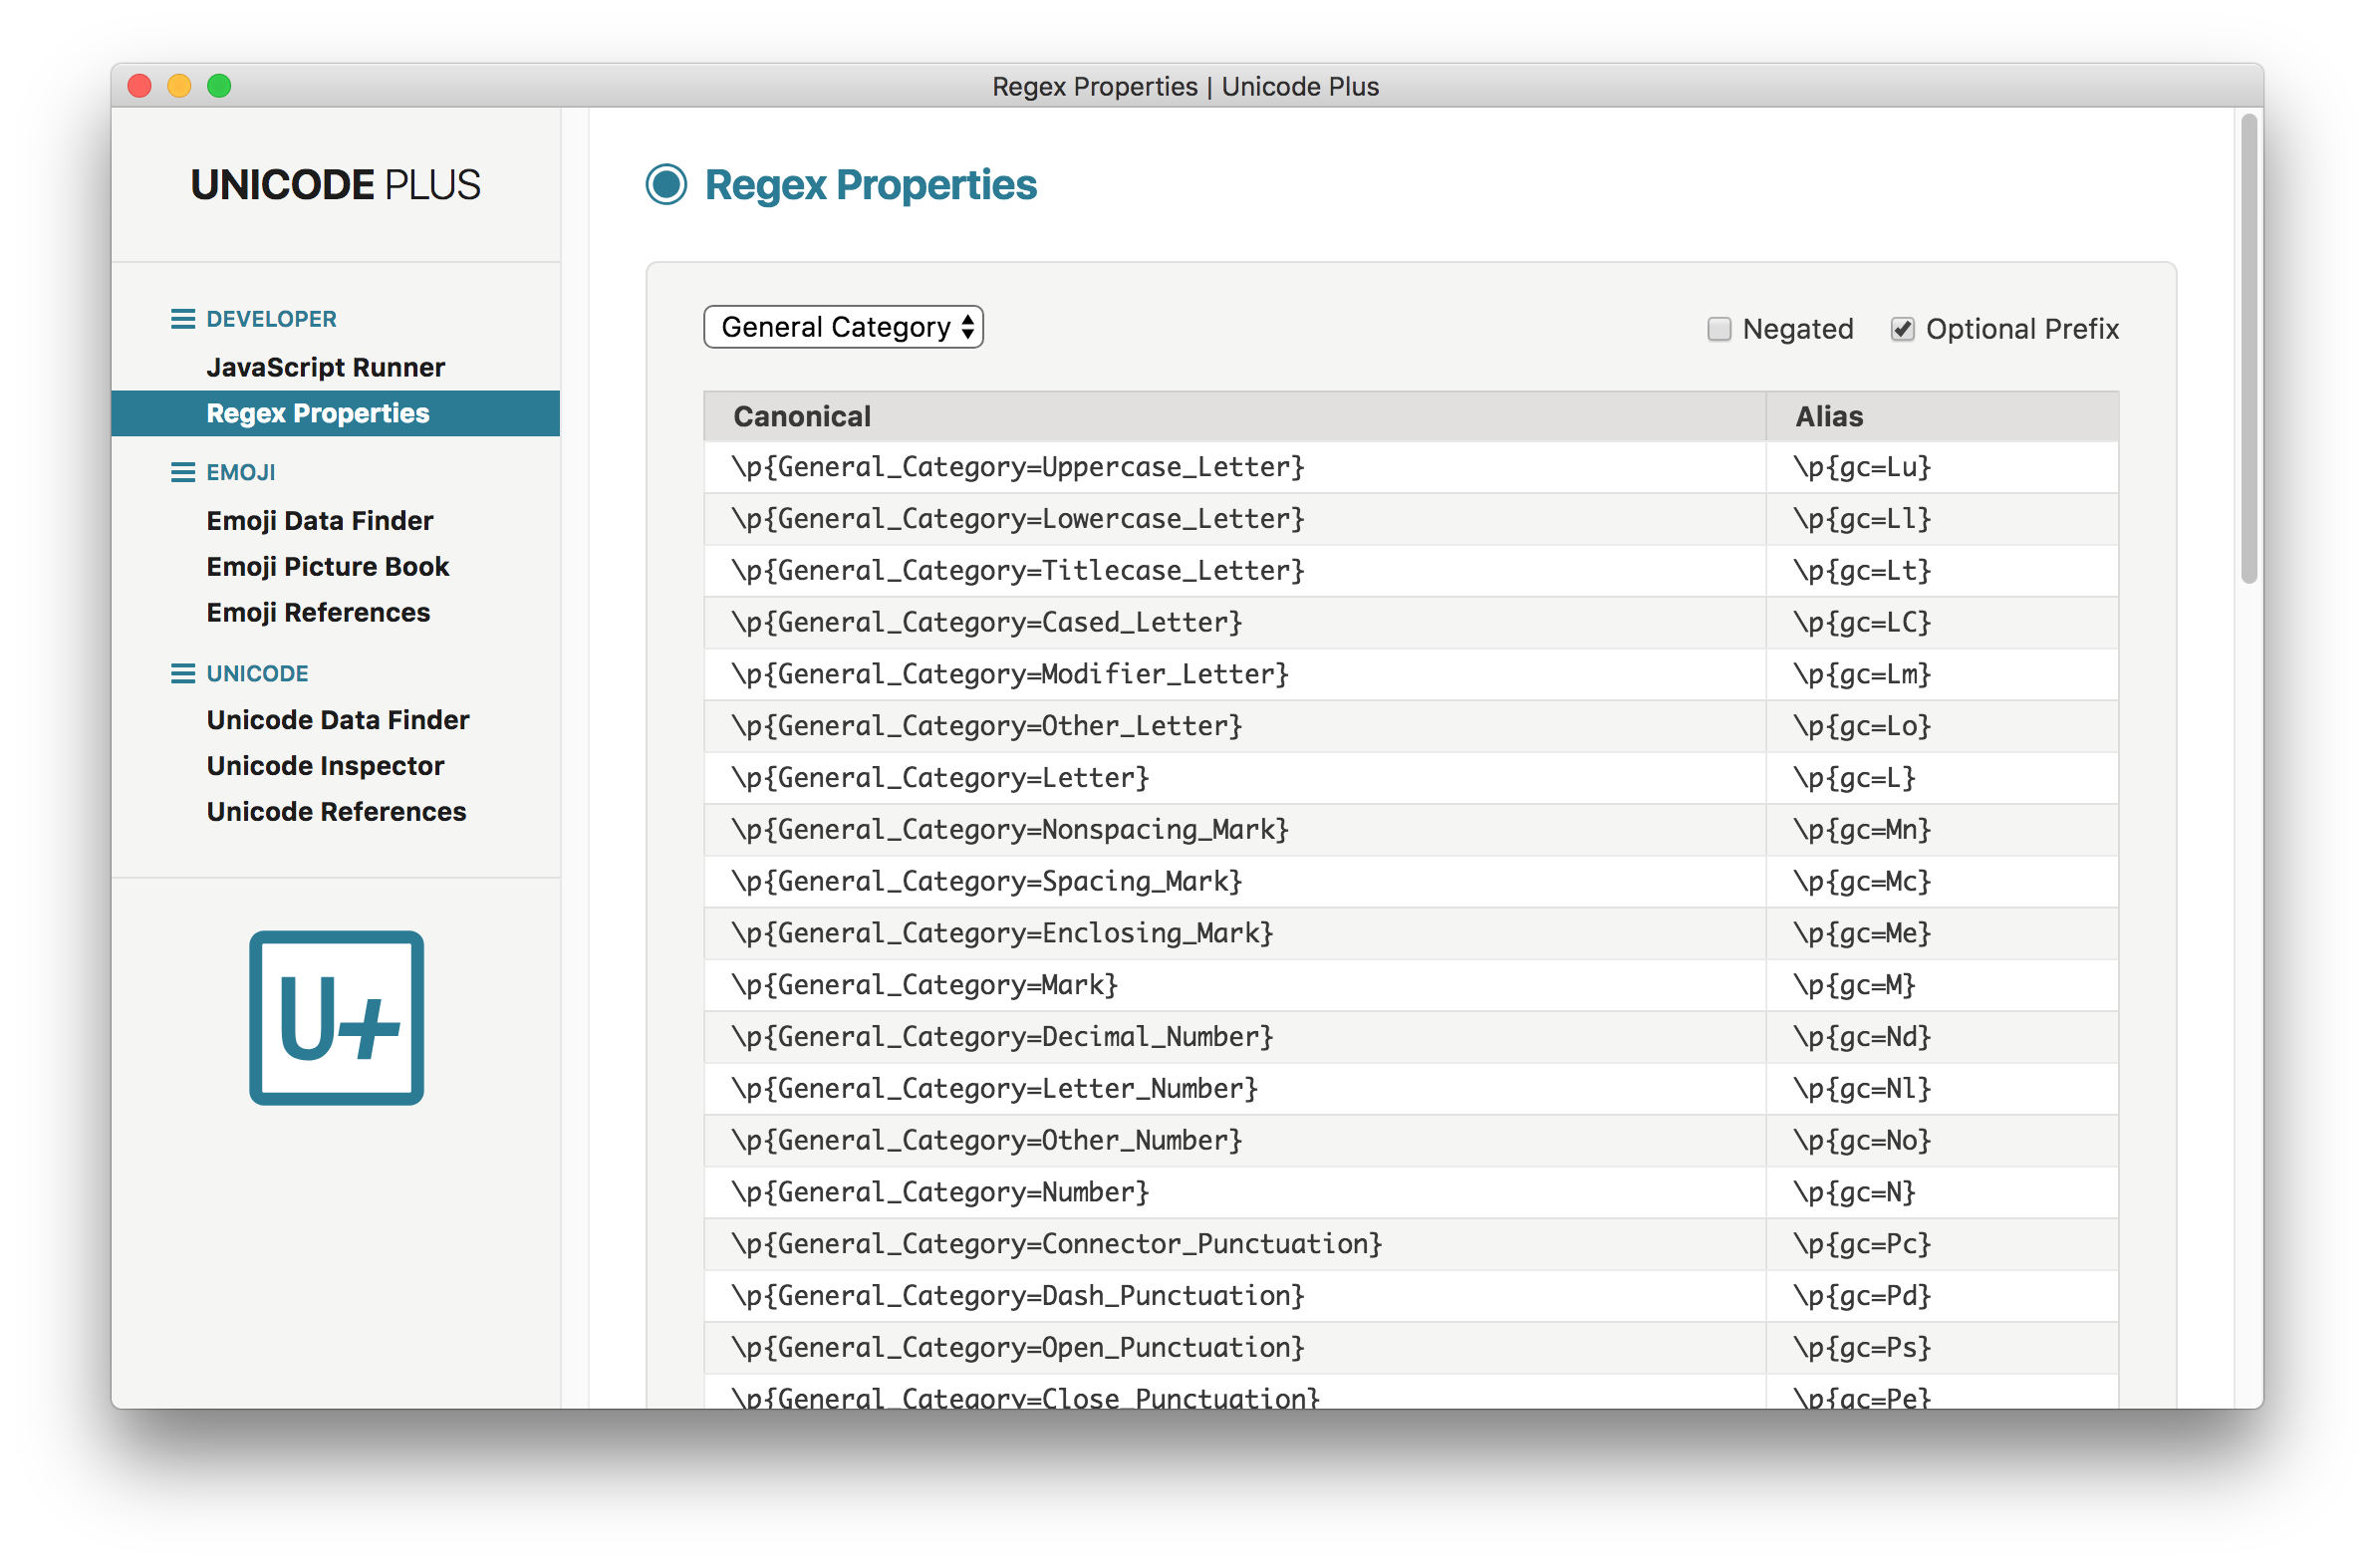 Regex Properties | Unicode Plus
UNICODE PLUS
DEVELOPER
JavaScript Runner
Regex Properties
EMOJI
Emoji Data Finder
Emoji Picture Book
Emoji References
UNICODE
Unicode Data Finder
Unicode Inspector
Unicode References
U+
Regex Properties
General Category Negated Optional Prefix
Canonical Alias
\p{General_Category=Uppercase_Letter} \p{gc=Lu}
\p{General_Category=Lowercase_Letter} \p{gc=Ll}
\p{General_Category=Titlecase_Letter} \p{gc=Lt}
\p{General_Category=Cased_Letter} \p{gc=LC}
\p{General_Category=Modifier_Letter} \p{gc=Lm}
\p{General_Category=Other_Letter} \p{gc=Lo}
\p{General_Category=Letter} \p{gc=L}
\p{General_Category=Nonspacing_Mark} \p{gc=Mn}
\p{General_Category=Spacing_Mark} \p{gc=Mc}
\p{General_Category=Enclosing_Mark} \p{gc=Me}
\p{General_Category=Mark} \p{gc=M}
\p{General_Category=Decimal_Number} \p{gc=Nd}
\p{General_Category=Letter_Number} \p{gc=Nl}
\p{General_Category=Other_Number} \p{gc=No}
\p{General_Category=Number} \p{gc=N}
\p{General_Category=Connector_Punctuation} \p{gc=Pc}
\p{General_Category=Dash_Punctuation} \p{gc=Pd}
\p{General_Category=Open_Punctuation} \p{gc=Ps}
\p{General_Category=Close_Punctuation} \p{gc=Pe}